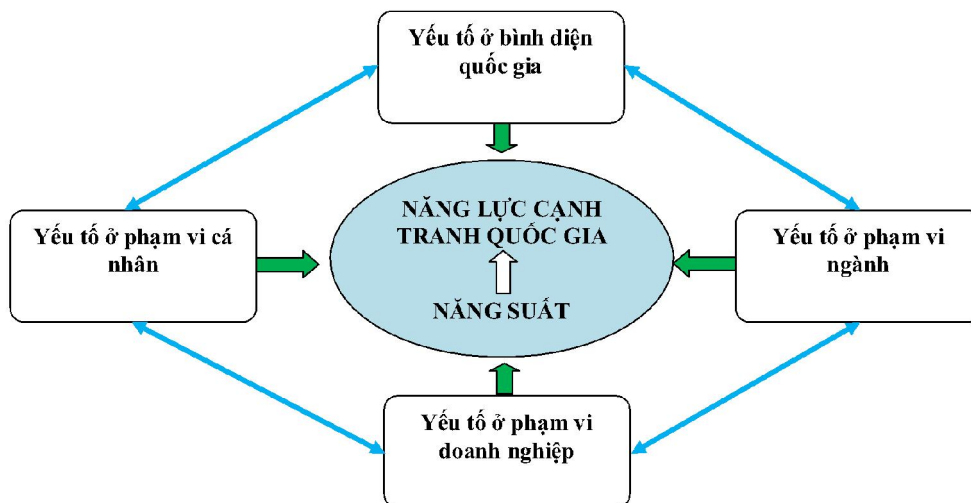 Yếu tố ở bình diện
quốc gia
NĂNG LỰC CẠNH
TRANH QUỐC GIA
NĂNG SUẤT
Yếu tố ở phạm vi cá
nhân
Yếu tố ở phạm vi
ngành
Yếu tố ở phạm vi
doanh nghiệp